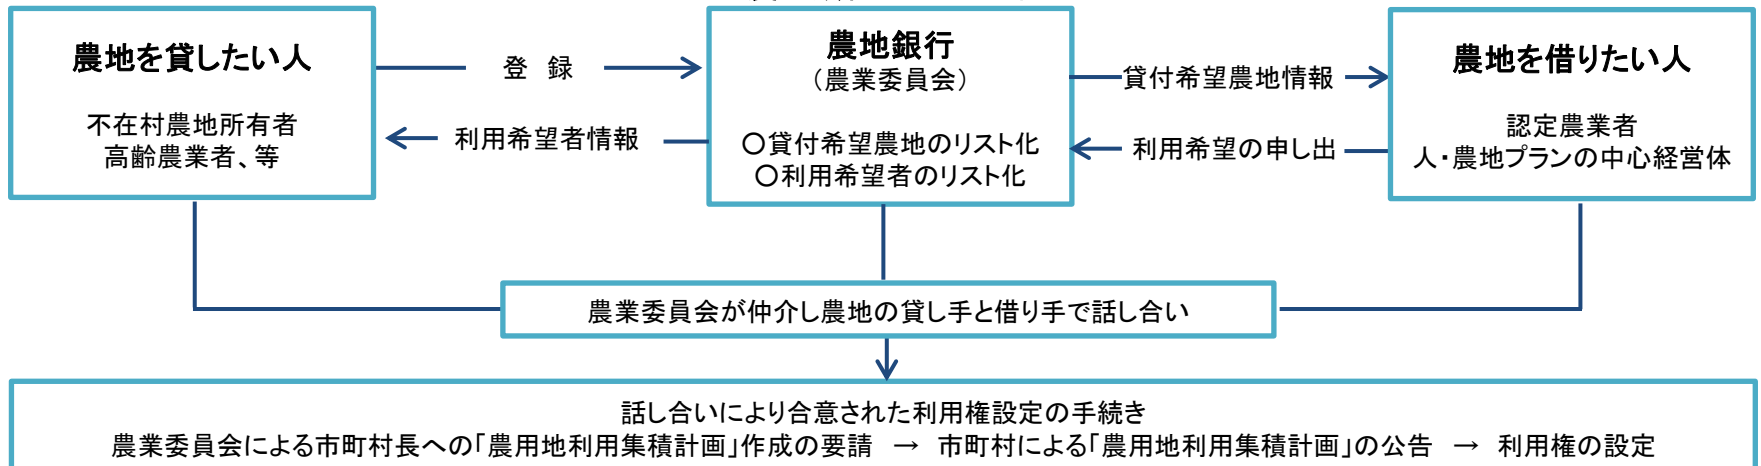 農地を貸したい人
不在村農地所有者
高齢農業者、等
登 録
利用希望者情報
農地銀行
（農業委員会）
○貸付希望農地のリスト化
○利用希望者のリスト化
貸付希望農地情報
利用希望の申し出
農地を借りたい人
認定農業者
人・農地プランの中心経営体
農業委員会が仲介し農地の貸し手と借り手で話し合い
話し合いにより合意された利用権設定の手続き
農業委員会による市町村長への「農用地利用集積計画」作成の要請 → 市町村による「農用地利用集積計画」の公告 → 利用権の設定